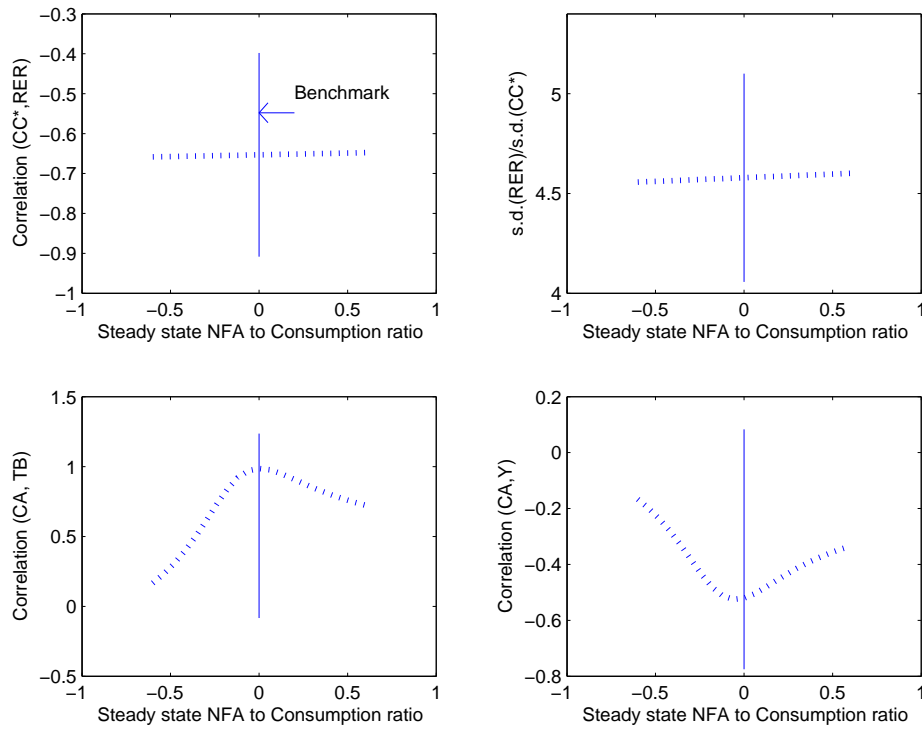 −0.3
−0.4
−0.5
−0.6
−0.7
−0.8
−0.9
−1
Correlation (CC*,RER)
Benchmark
−1 −0.5 0 0.5 1
Steady state NFA to Consumption ratio
5
4.5
4
s.d.(RER)/s.d.(CC*)
−1 −0.5 0 0.5 1
Steady state NFA to Consumption ratio
1.5
1
0.5
0
−0.5
Correlation (CA, TB)
−1 −0.5 0 0.5 1
Steady state NFA to Consumption ratio
0.2
0
−0.2
−0.4
−0.6
−0.8
Correlation (CA,Y)
−1 −0.5 0 0.5 1
Steady state NFA to Consumption ratio